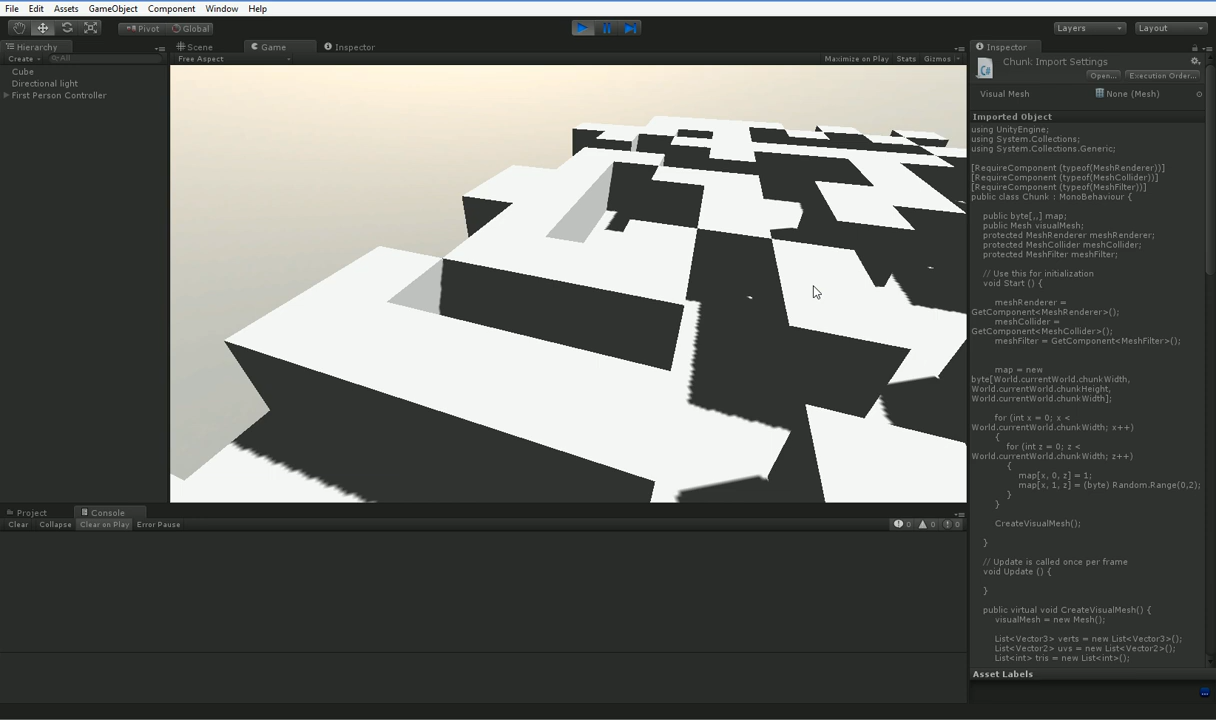 File Edit Assets GameObject Component Window Help
Pivot Global
Layers Layout
Hierarchy
Create All
Cube
Directional light
First Person Controller
Scene Game Inspector
Free Aspect Maximize on Play Stats Gizmos
Inspector
Chunk Import Settings
Open... Execution Order...
Visual Mesh None (Mesh)
Imported Object
using UnityEngine;
using System.Collections;
using System.Collections.Generic;
[RequireComponent (typeof(MeshRenderer))]
[RequireComponent (typeof(MeshCollider))]
[RequireComponent (typeof(MeshFilter))]
public class Chunk : MonoBehaviour {
public byte[,,] map;
public Mesh visualMesh;
protected MeshRenderer meshRenderer;
protected MeshCollider meshCollider;
protected MeshFilter meshFilter;
// Use this for initialization
void Start () {
meshRenderer =
GetComponent<MeshRenderer>();
meshCollider =
GetComponent<MeshCollider>();
meshFilter = GetComponent<MeshFilter>();
map = new
byte[World.currentWorld.chunkWidth,
World.currentWorld.chunkHeight,
World.currentWorld.chunkWidth];
for (int x = 0; x <
World.currentWorld.chunkWidth; x++)
{
for (int z = 0; z <
World.currentWorld.chunkWidth; z++)
{
map[x, 0, z] = 1;
map[x, 1, z] = (byte) Random.Range(0,2);
}
}
CreateVisualMesh();
}
// Update is called once per frame
void Update () {
}
public virtual void CreateVisualMesh() {
visualMesh = new Mesh();
List<Vector3> verts = new List<Vector3>();
List<Vector2> uvs = new List<Vector2>();
List<int> tris = new List<int>();
Asset Labels
Project Console
Clear Collapse Clear on Play Error Pause 0 0 0